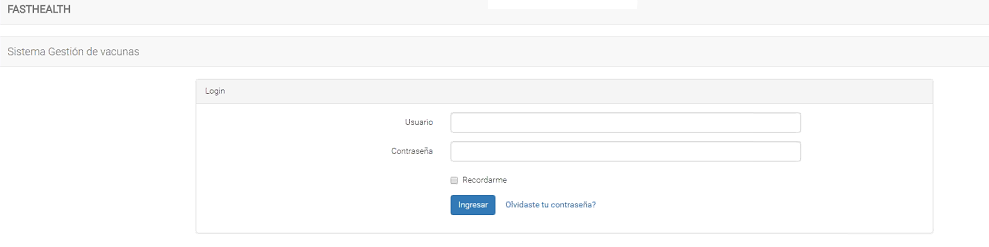 FASTHEALTH
Sistema Gestión de vacunas
Login
Usuario
Contraseña
Recordarme
Ingresar Olvidaste tu contraseña?